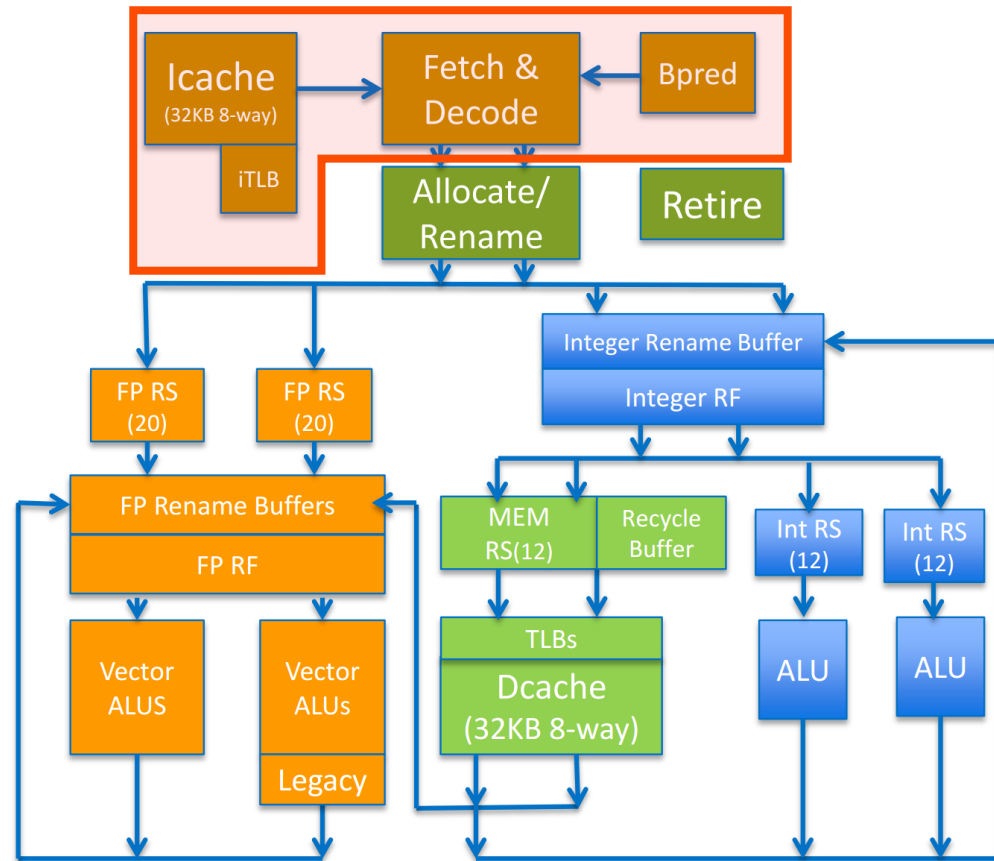 Icache
(32KB 8-way)
iTLB
Fetch &
Decode
Bpred
Allocate/
Rename
Retire
Integer Rename Buffer
Integer RF
FP RS
(20)
FP RS
(20)
FP Rename Buffers
FP RF
MEM
RS(12)
Recycle
Buffer
Int RS
(12)
Int RS
(12)
Vector
ALUS
Vector
ALUs
Legacy
TLBs
Dcache
(32KB 8-way)
ALU
ALU